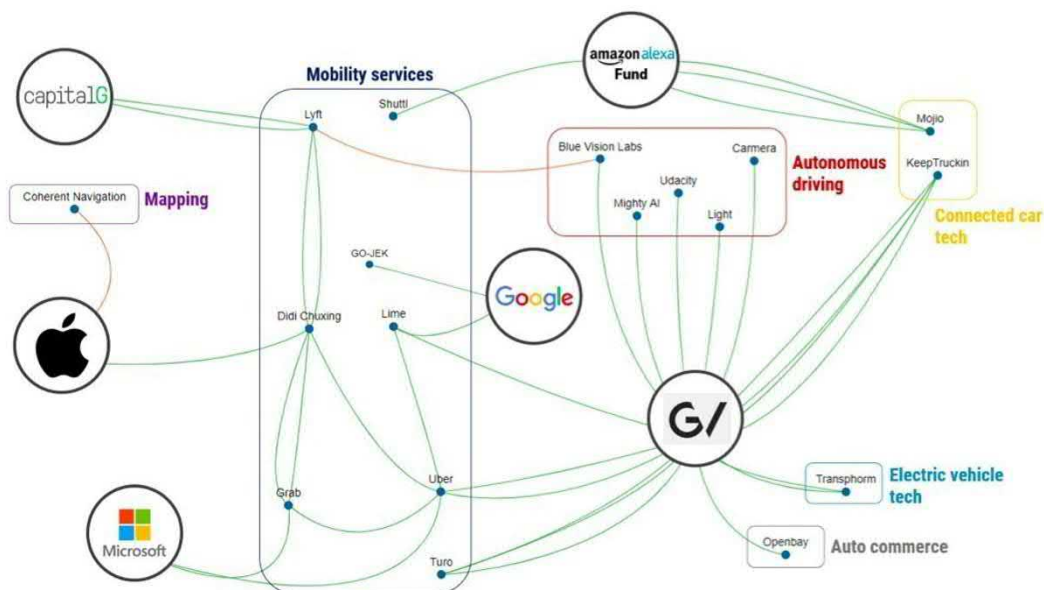 capitalG
Mobility services
amazon alexa
Fund
Lyft
Shuttl
Mojio
Blue Vision Labs
Carmera
Autonomous
driving
KeepTruckin
Udacity
Coherent Navigation
Mapping
Mighty AI
Light
Connected car
tech
GO-JEK
Google
Didi Chuxing
Lime
GV
Grab
Uber
Transphorm
Electric vehicle
tech
Microsoft
Turo
Openbay
Auto commerce